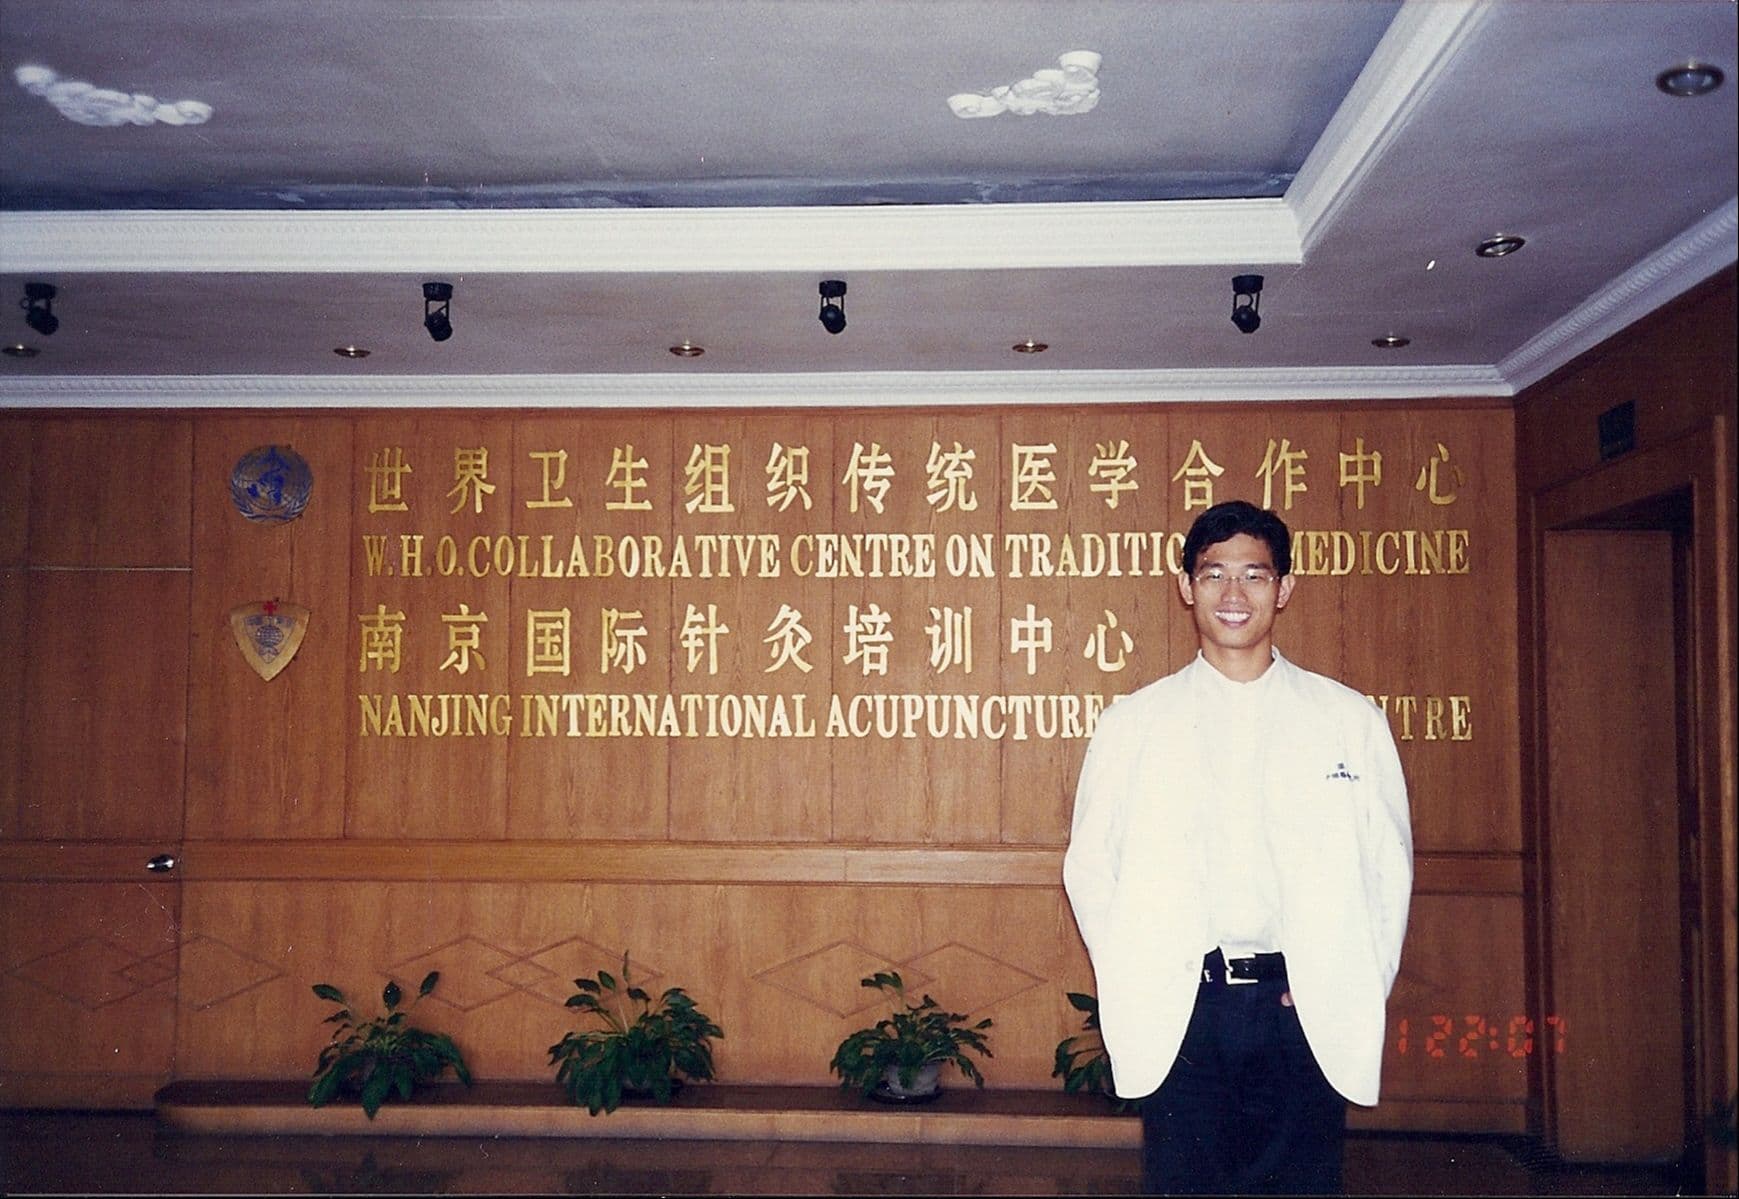 世界卫生组织传统医学合作中心
W.H.O.COLLABORATIVE CENTRE ON TRADITIO MEDICINE
南京国际针灸培训中心
NANJING INTERNATIONAL ACUPUNCTURE NTRE
1 22:07